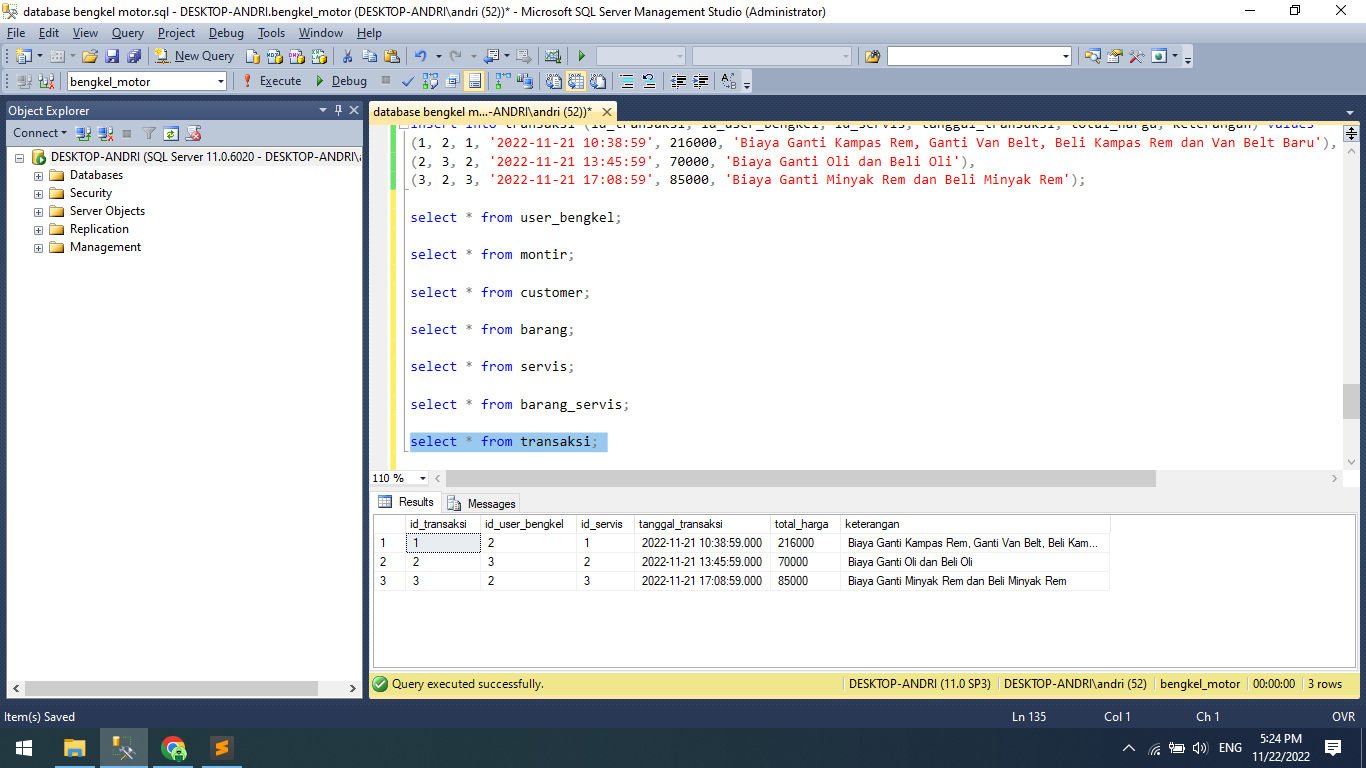 database bengkel motor.sql - DESKTOP-ANDRI.bengkel_motor (DESKTOP-ANDRI\andri (52))* - Microsoft SQL Server Management Studio (Administrator)
File Edit View Query Project Debug Tools Window Help
New Query
bengkel_motor Execute Debug
Object Explorer
Connect
DESKTOP-ANDRI (SQL Server 11.0.6020 - DESKTOP-ANDRI\
Databases
Security
Server Objects
Replication
Management
database bengkel m...-ANDRI\andri (52))*
insert into transaksi (id_transaksi, id_user_bengkel, id_servis, tanggal_transaksi, total_harga, keterangan) values
(1, 2, 1, '2022-11-21 10:38:59', 216000, 'Biaya Ganti Kampas Rem, Ganti Van Belt, Beli Kampas Rem dan Van Belt Baru'),
(2, 3, 2, '2022-11-21 13:45:59', 70000, 'Biaya Ganti Oli dan Beli Oli'),
(3, 2, 3, '2022-11-21 17:08:59', 85000, 'Biaya Ganti Minyak Rem dan Beli Minyak Rem');
select * from user_bengkel;
select * from montir;
select * from customer;
select * from barang;
select * from servis;
select * from barang_servis;
select * from transaksi;
110 %
Results Messages
id_transaksi id_user_bengkel id_servis tanggal_transaksi total_harga keterangan
1 1 2 1 2022-11-21 10:38:59.000 216000 Biaya Ganti Kampas Rem, Ganti Van Belt, Beli Kam...
2 2 3 2 2022-11-21 13:45:59.000 70000 Biaya Ganti Oli dan Beli Oli
3 3 2 3 2022-11-21 17:08:59.000 85000 Biaya Ganti Minyak Rem dan Beli Minyak Rem
Query executed successfully. DESKTOP-ANDRI (11.0 SP3) DESKTOP-ANDRI\andri (52) bengkel_motor 00:00:00 3 rows
Item(s) Saved Ln 135 Col 1 Ch 1 OVR
ENG 5:24 PM
11/22/2022